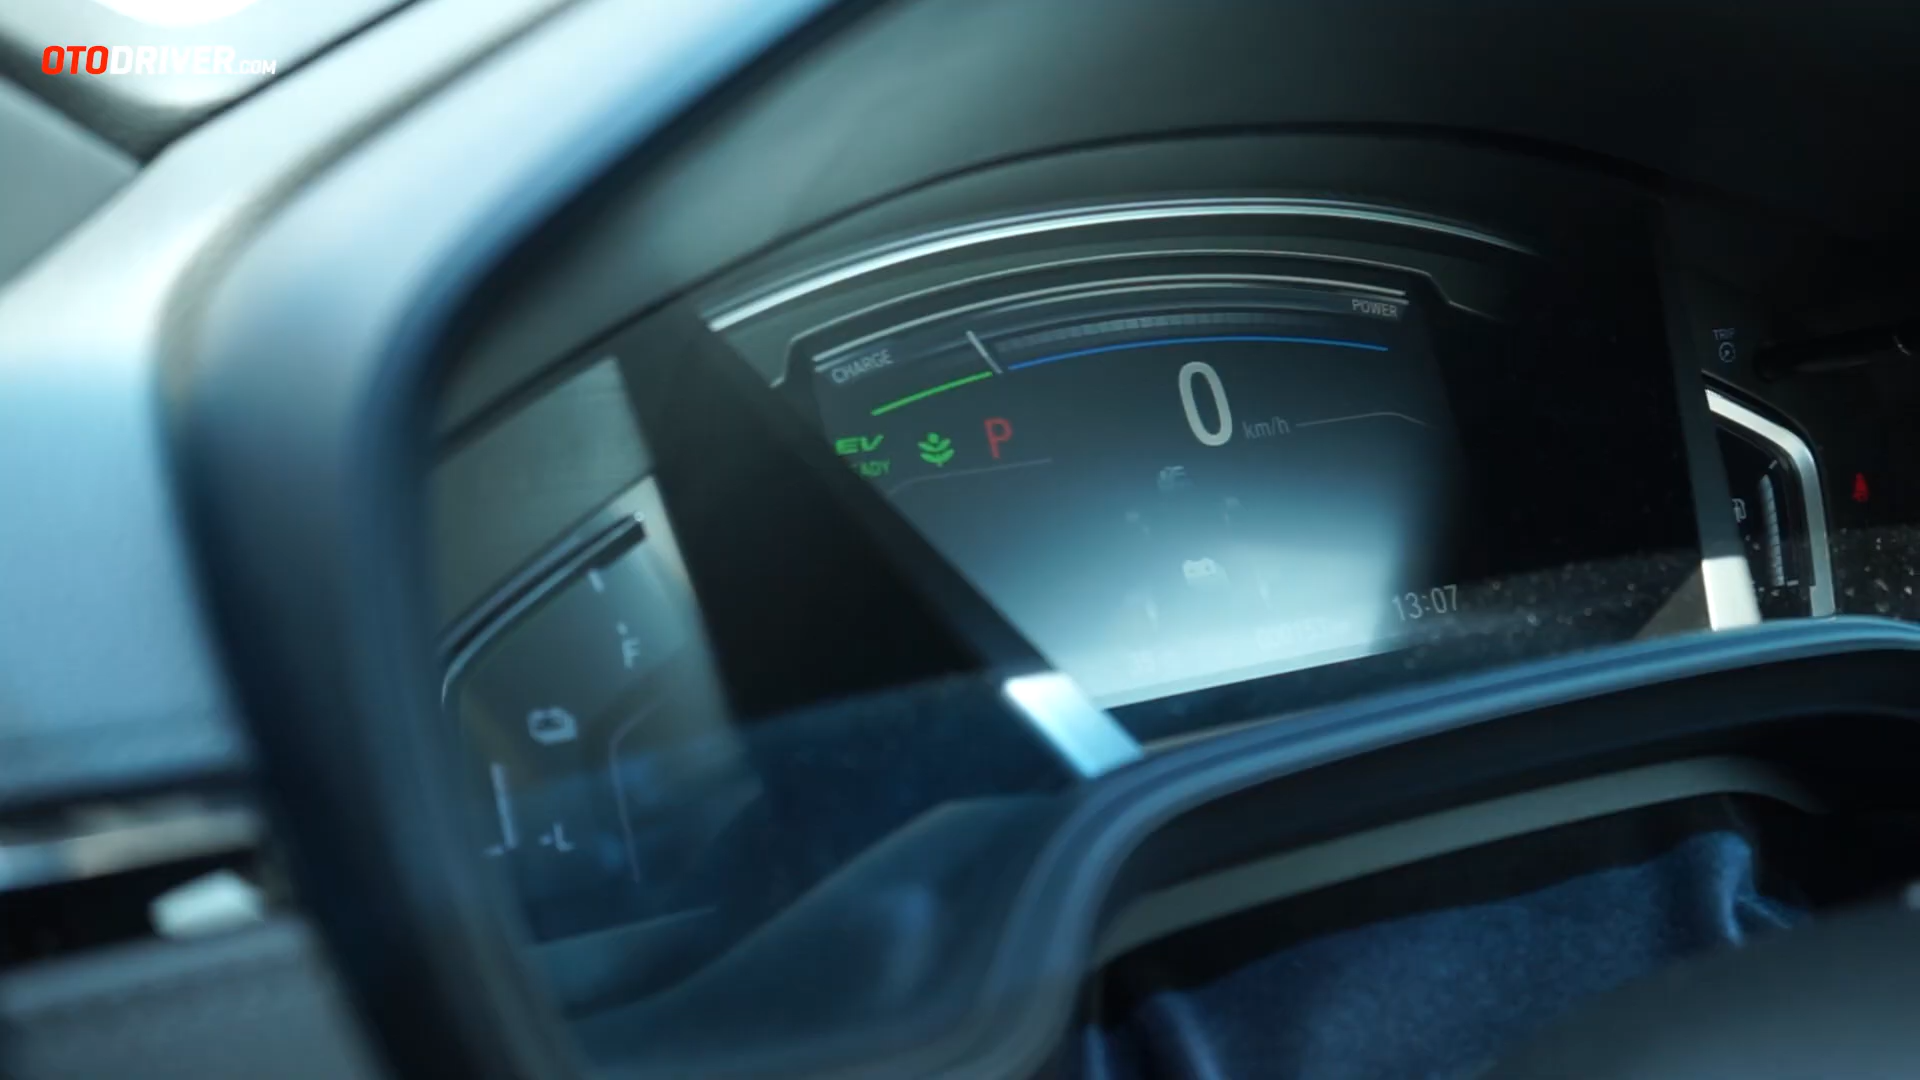 OTODRIVER.COM
POWER
CHARGE
TRIP
0 km/h
EV
P
F
13:07
L